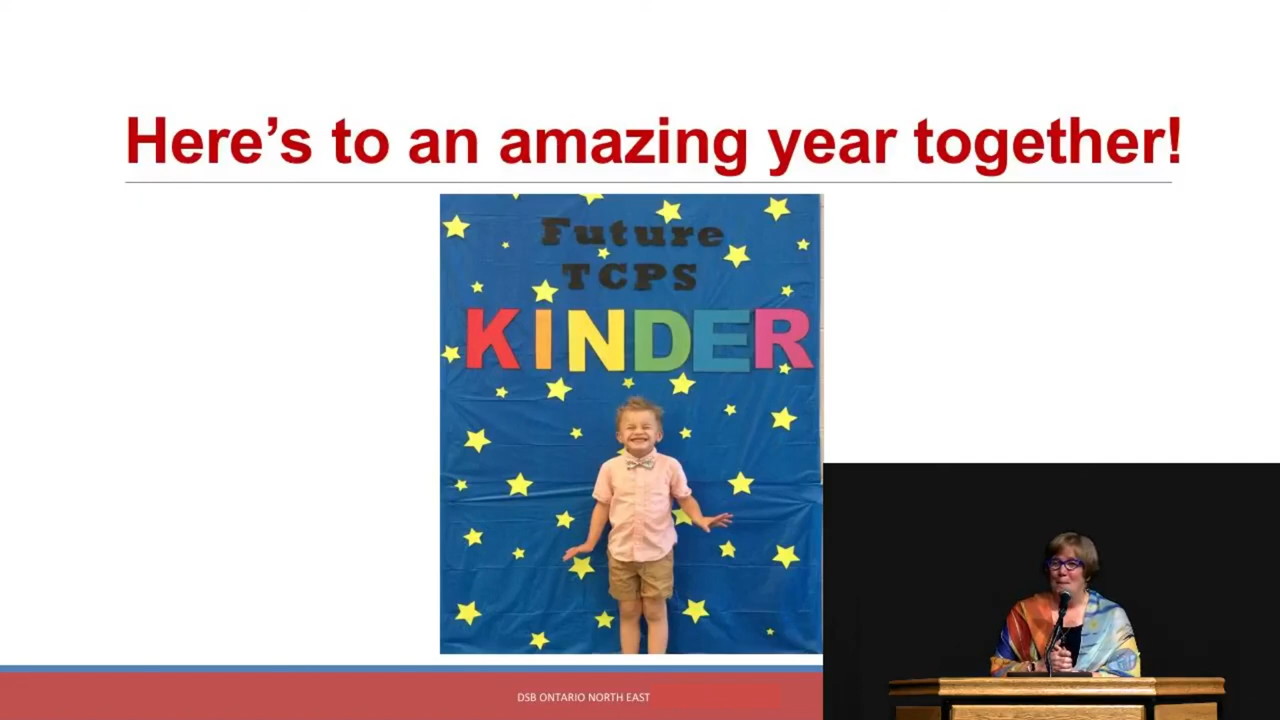 Here's to an amazing year together!
Future
TCPS
KINDER
DSB ONTARIO NORTH EAST